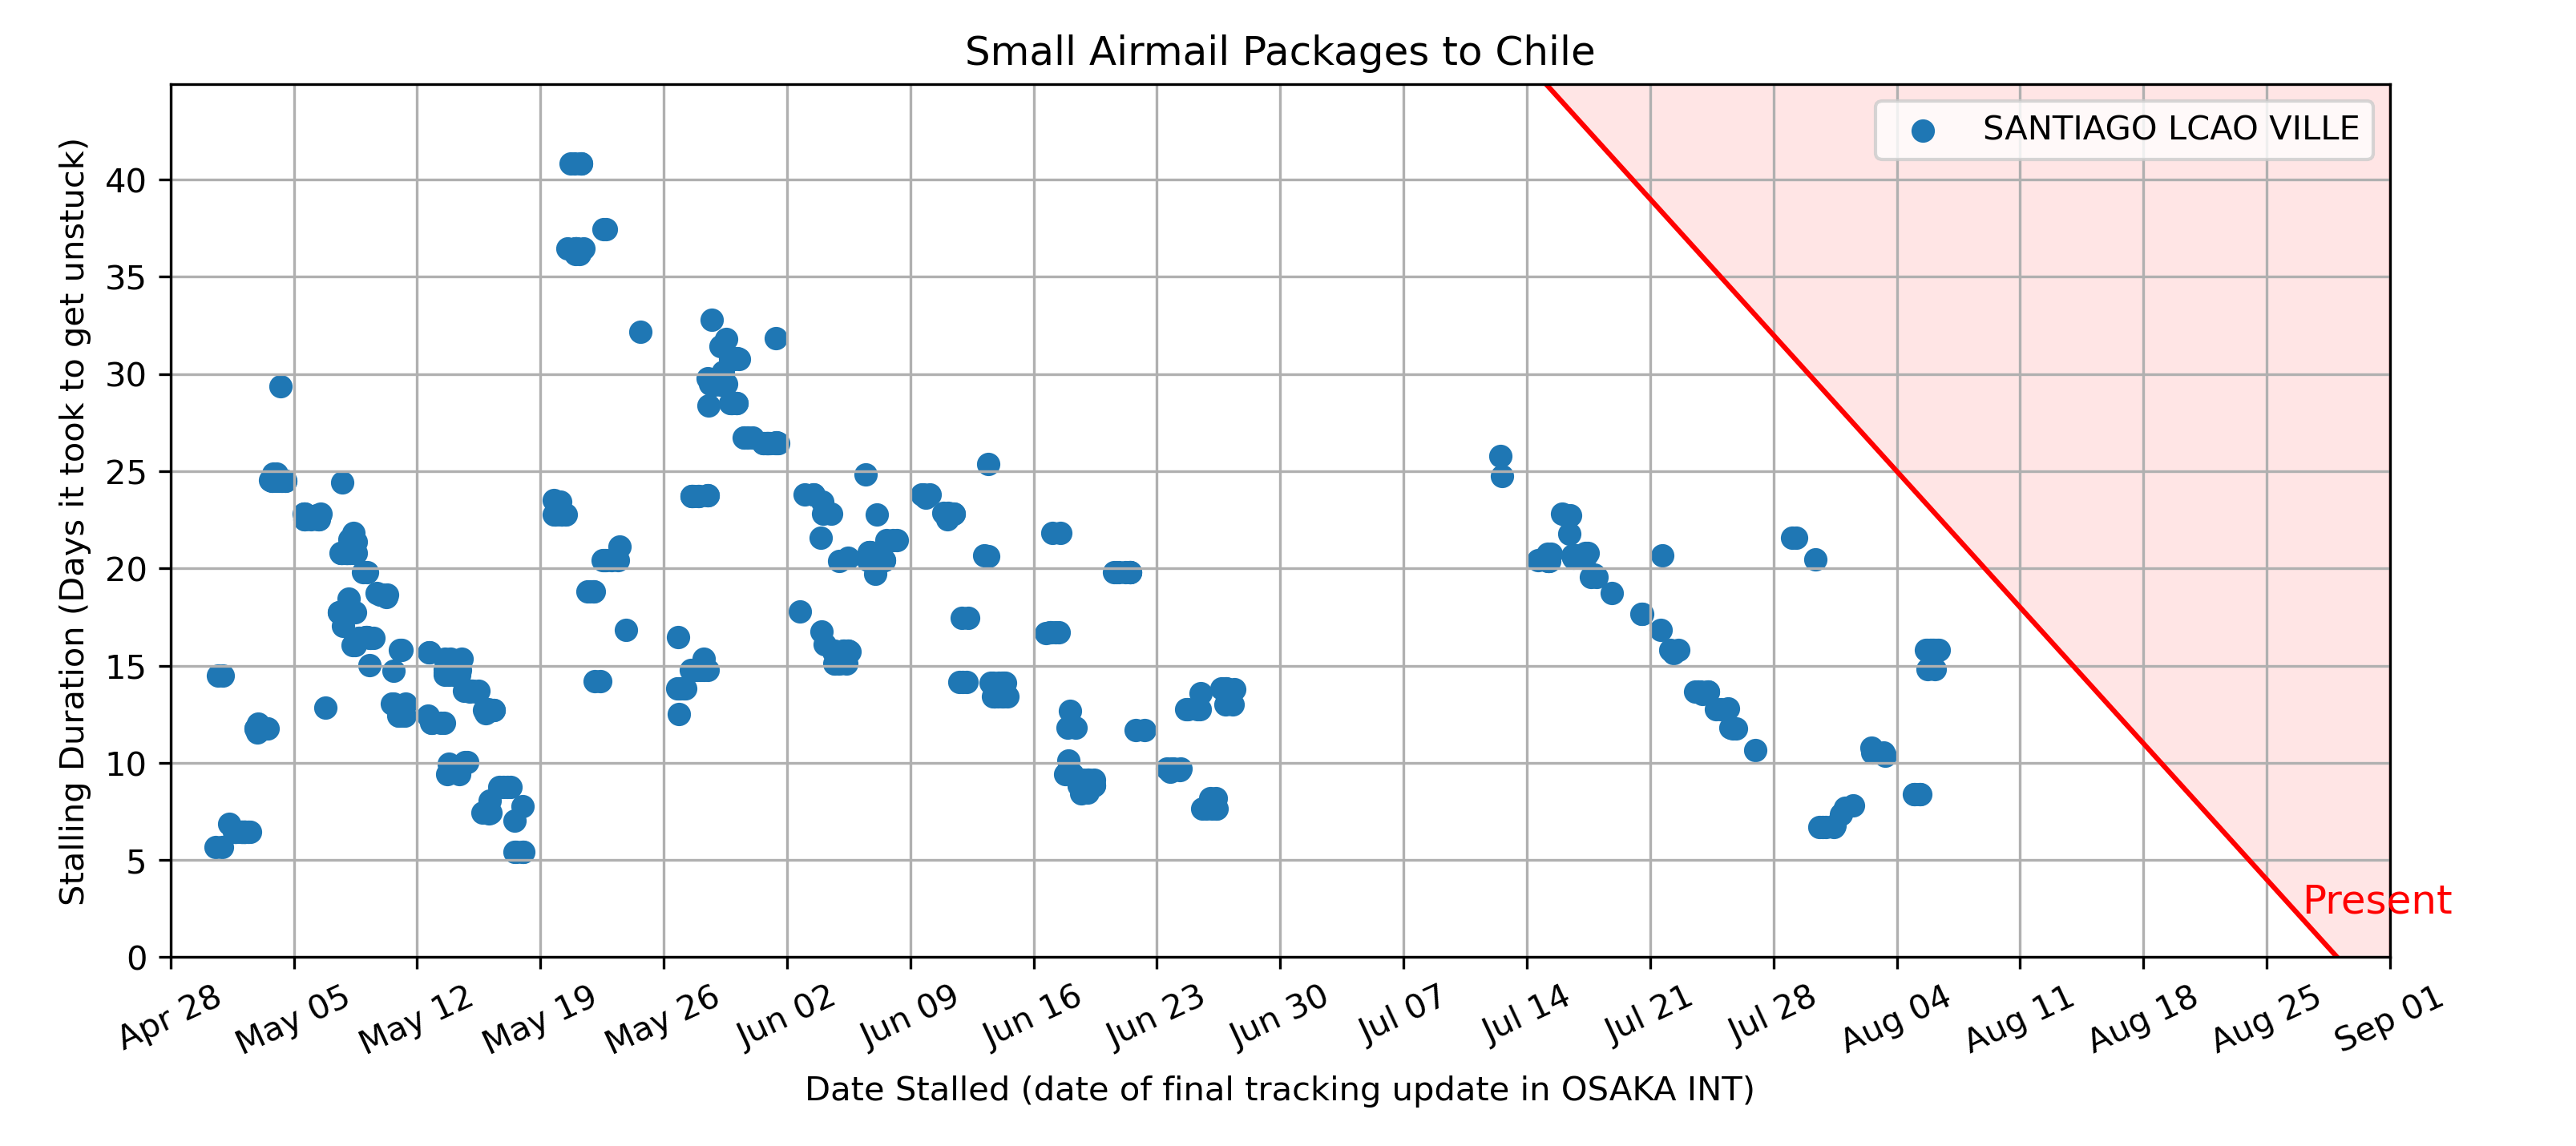 Small Airmail Packages to Chile
SANTIAGO LCAO VILLE
Stalling Duration (Days it took to get unstuck)
40
35
30
25
20
15
10
5
0
Present
Apr 28
May 05
May 12
May 19
May 26
Jun 02
Jun 09
Jun 16
Jun 23
Jun 30
Jul 07
Jul 14
Jul 21
Jul 28
Aug 04
Aug 11
Aug 18
Aug 25
Sep 01
Date Stalled (date of final tracking update in OSAKA INT)